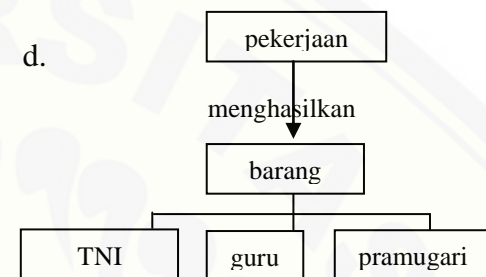 d.
pekerjaan
menghasilkan
barang
TNI guru pramugari